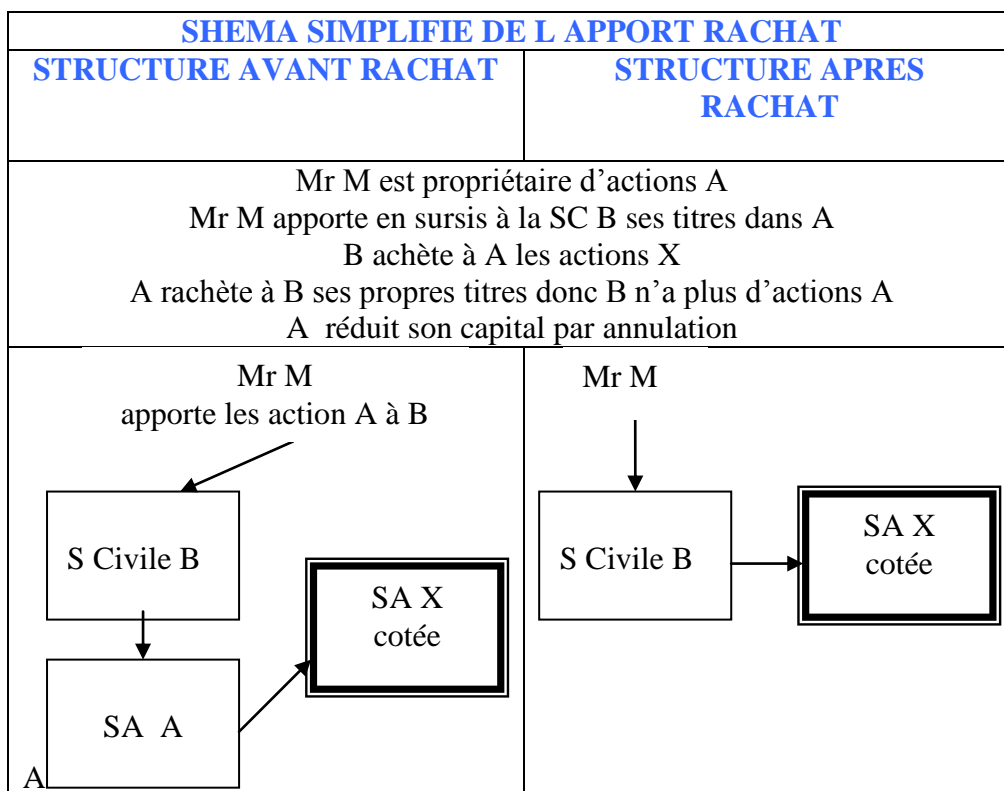 SHEMA SIMPLIFIE DE L APPORT RACHAT
STRUCTURE AVANT RACHAT
STRUCTURE APRES
RACHAT
Mr M est propriétaire d’actions A
Mr M apporte en sursis à la SC B ses titres dans A
B achète à A les actions X
A rachète à B ses propres titres donc B n’a plus d’actions A
A réduit son capital par annulation
Mr M
apporte les action A à B
S Civile B
SA X
cotée
SA A
A
Mr M
S Civile B
SA X
cotée